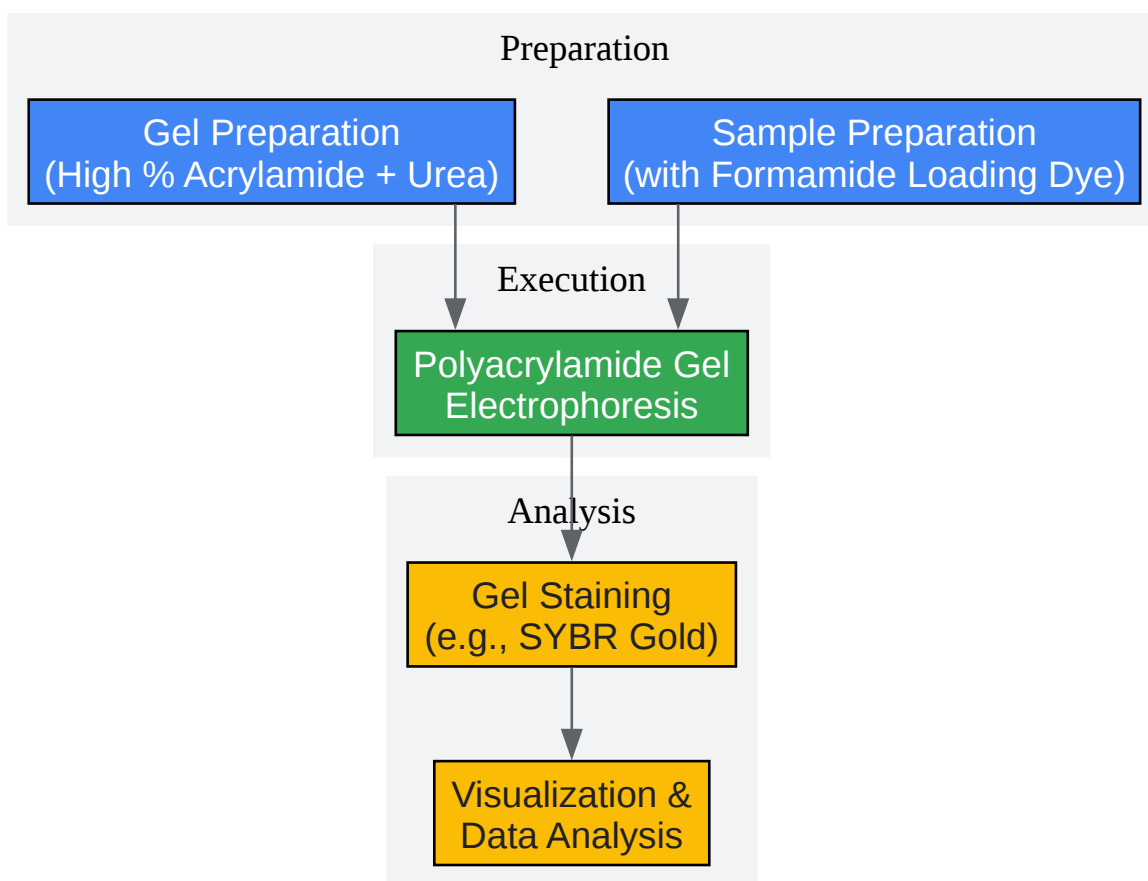 Preparation
Gel Preparation
(High % Acrylamide + Urea)
Sample Preparation
(with Formamide Loading Dye)
Execution
Polyacrylamide Gel
Electrophoresis
Analysis
Gel Staining
(e.g., SYBR Gold)
Visualization &
Data Analysis